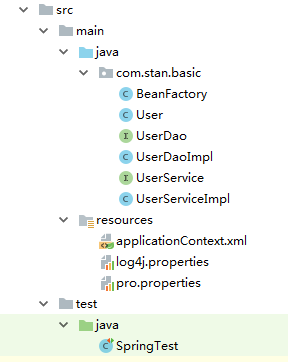 src
main
java
com.stan.basic
BeanFactory
User
UserDao
UserDaoImpl
UserService
UserServiceImpl
resources
applicationContext.xml
log4j.properties
pro.properties
test
java
SpringTest